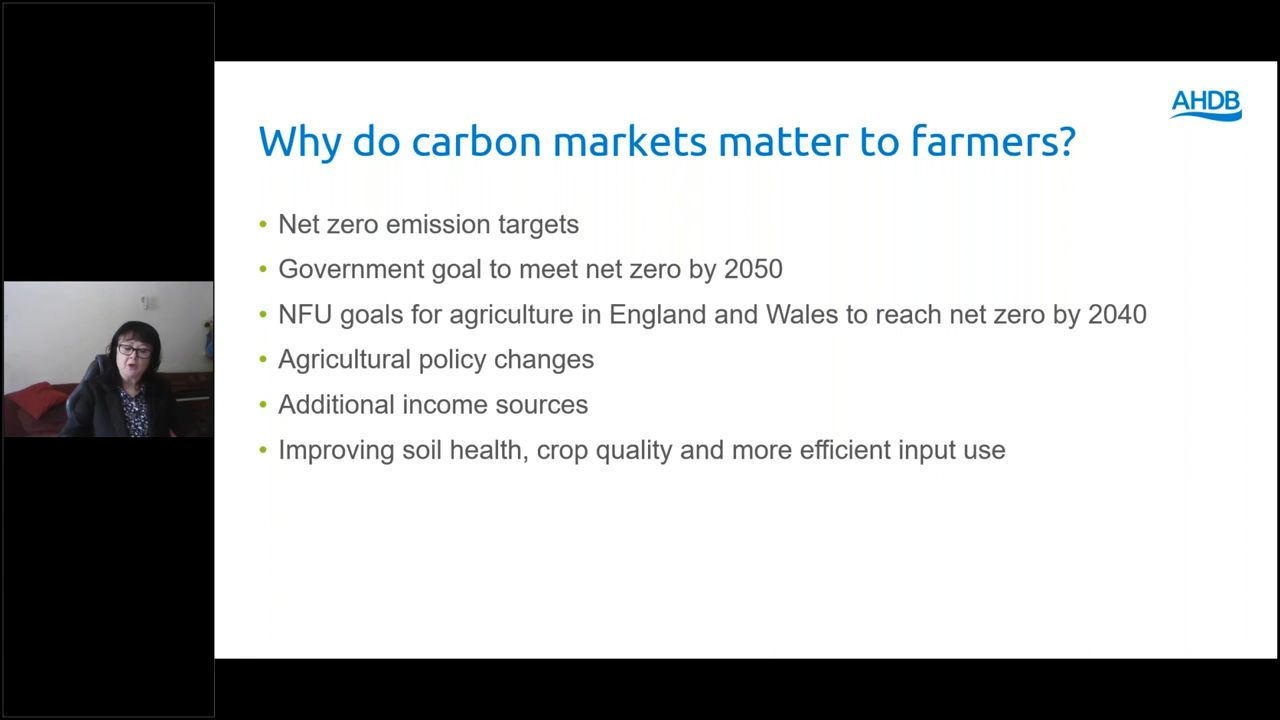 AHDB
Why do carbon markets matter to farmers?
• Net zero emission targets
• Government goal to meet net zero by 2050
• NFU goals for agriculture in England and Wales to reach net zero by 2040
• Agricultural policy changes
• Additional income sources
• Improving soil health, crop quality and more efficient input use